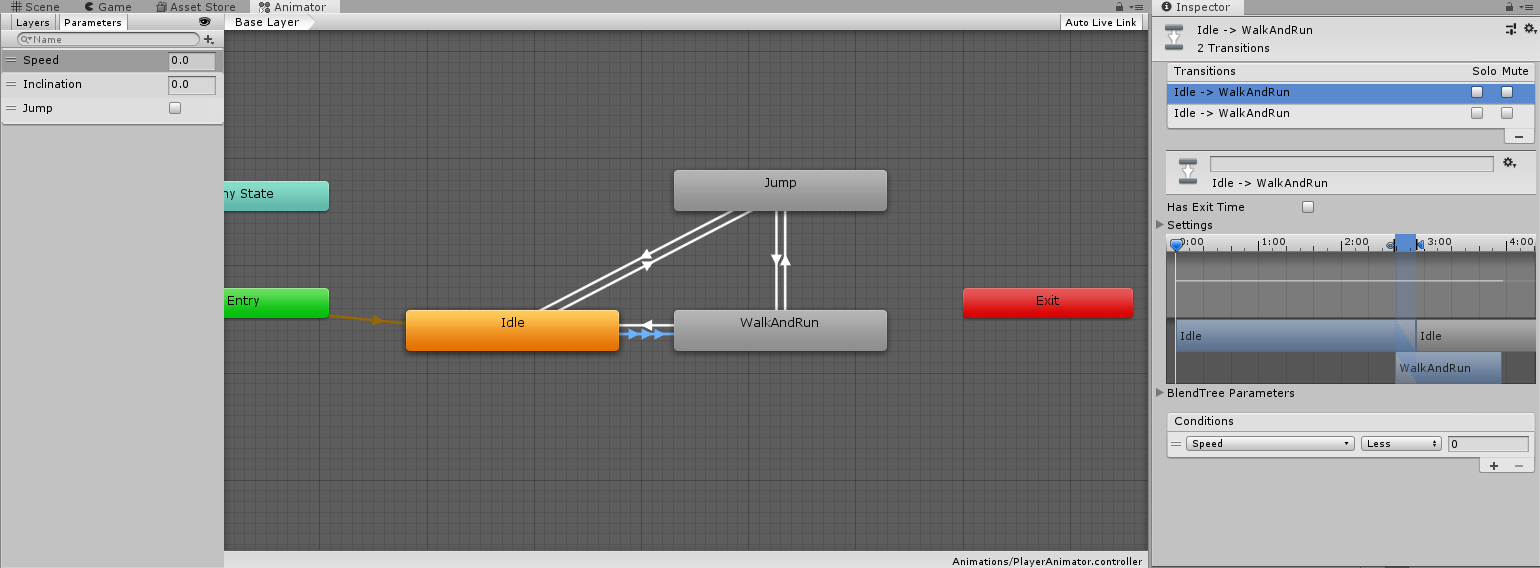 Scene Game Asset Store Animator
Layers Parameters
Name
Speed 0.0
Inclination 0.0
Jump
Base Layer
Auto Live Link
ny State
Jump
Entry
Exit
Idle
WalkAndRun
Animations/PlayerAnimator.controller
Inspector
Idle -> WalkAndRun
2 Transitions
Transitions Solo Mute
Idle -> WalkAndRun
Idle -> WalkAndRun
Idle -> WalkAndRun
Has Exit Time
Settings
0:00 1:00 2:00 3:00 4:00
Idle Idle
WalkAndRun
BlendTree Parameters
Conditions
Speed Less 0